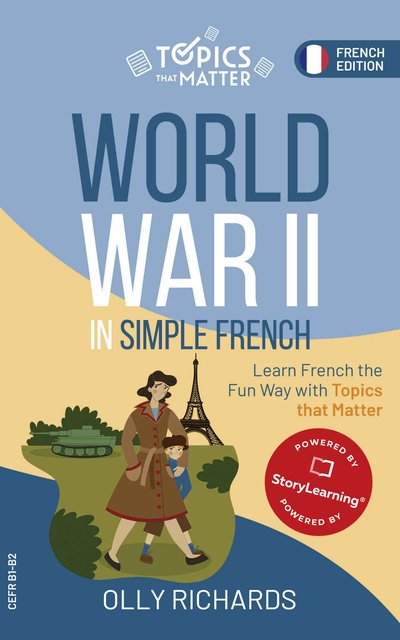 TOPICS
THAT MATTER
FRENCH
EDITION
WORLD
WAR II
IN SIMPLE FRENCH
Learn French the
Fun Way with Topics
that Matter
POWERED BY
StoryLearning®
POWERED BY
CEFR B1-B2
OLLY RICHARDS